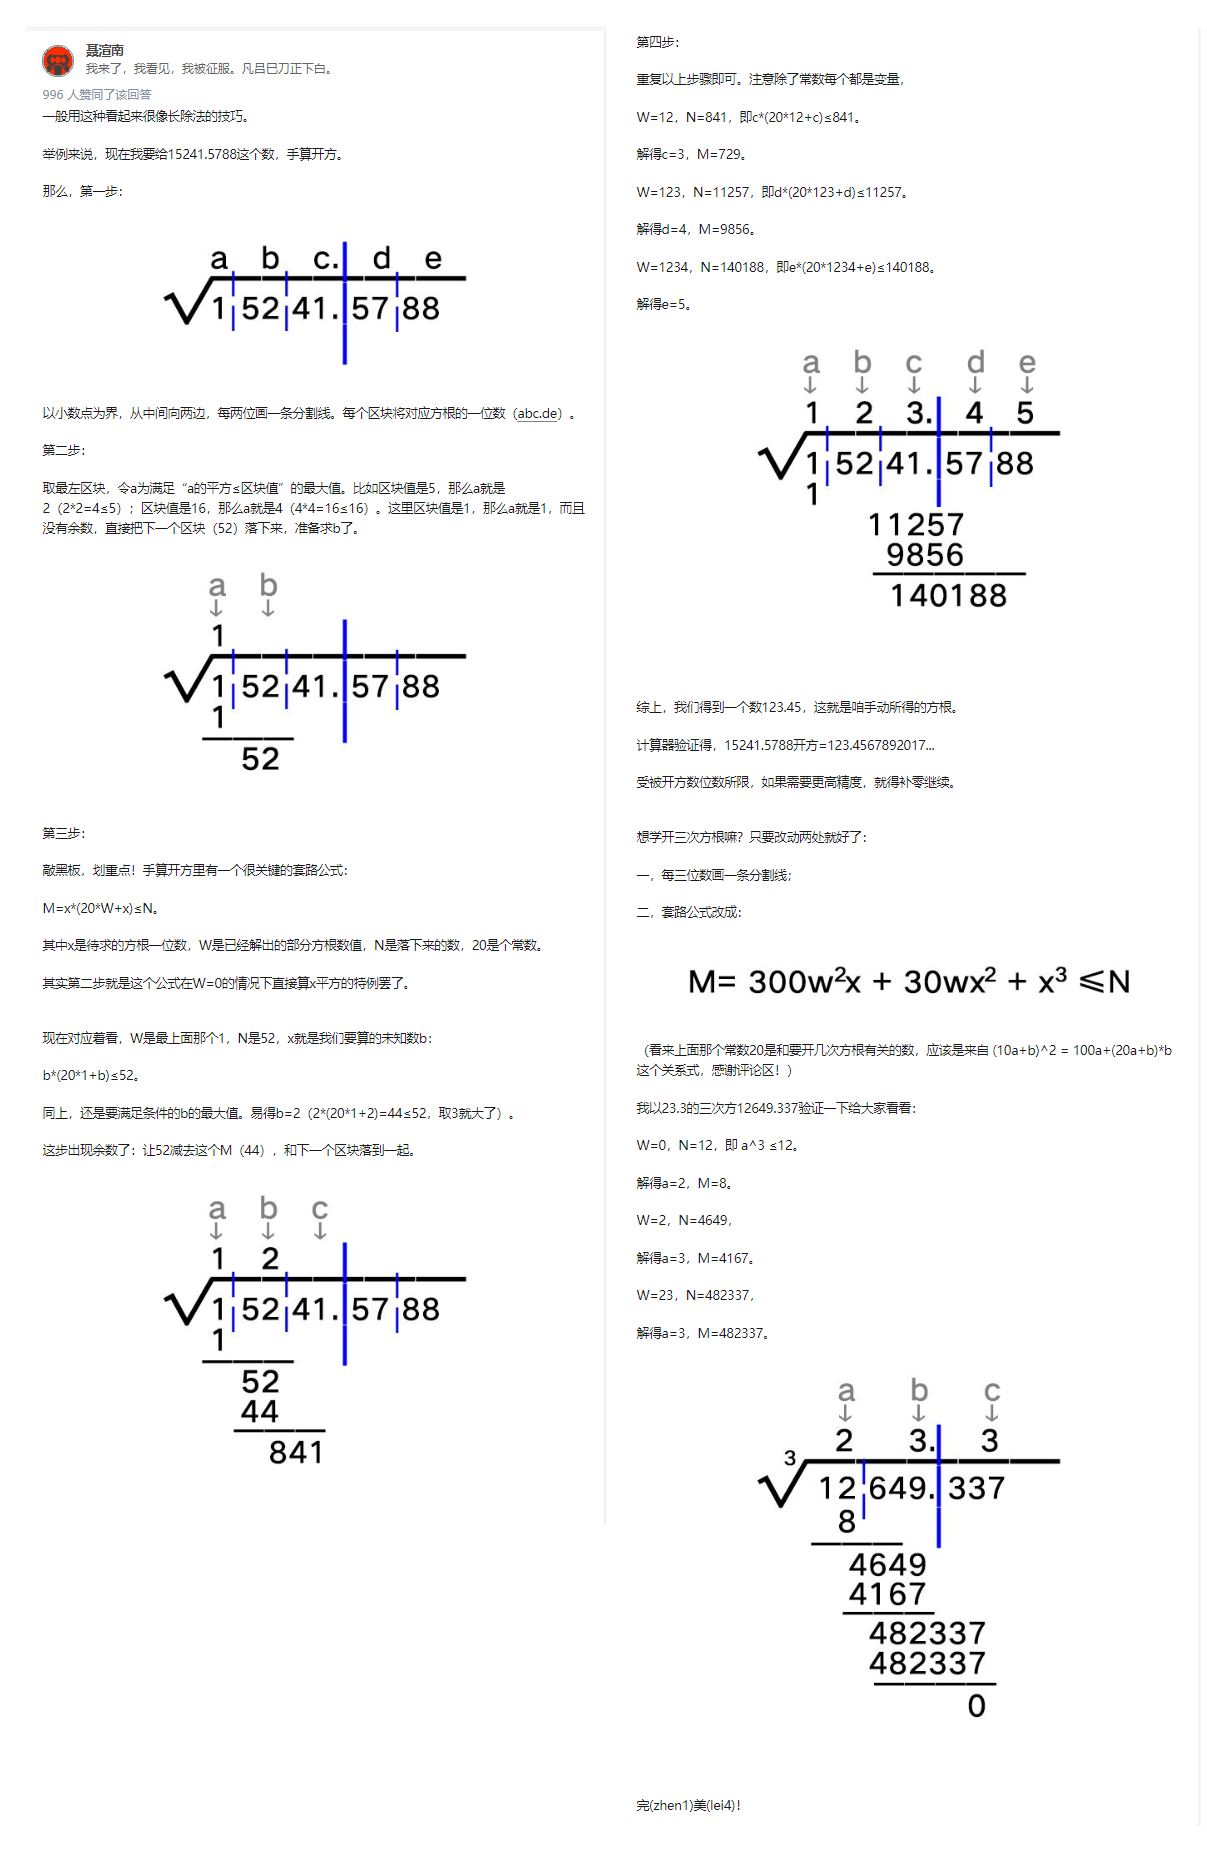 聂渲南
我来了，我看见，我被征服。凡吕巳刀正下白。
996 人赞同了该回答
一般用这种看起来很像长除法的技巧。
举例来说，现在我要给15241.5788这个数，手算开方。
那么，第一步：
a b c. d e
√1 52 41. 57 88
以小数点为界，从中间向两边，每两位画一条分割线。每个区块将对应方根的一位数（abc.de）。
第二步：
取最左区块，令a为满足“a的平方≤区块值”的最大值。比如区块值是5，那么a就是
2（2*2=4≤5）；区块值是16，那么a就是4（4*4=16≤16）。这里区块值是1，那么a就是1，而且
没有余数，直接把下一个区块（52）落下来，准备求b了。
a b
↓ ↓
1
√1 52 41. 57 88
1
52
第三步：
敲黑板，划重点！手算开方里有一个很关键的套路公式：
M=x*(20*W+x)≤N。
其中x是待求的方根一位数，W是已经解出的部分方根数值，N是落下来的数，20是个常数。
其实第二步就是这个公式在W=0的情况下直接算x平方的特例罢了。
现在对应着看，W是最上面那个1，N是52，x就是我们要算的未知数b：
b*(20*1+b)≤52。
同上，还是要满足条件的b的最大值。易得b=2（2*(20*1+2)=44≤52，取3就大了）。
这步出现余数了：让52减去这个M（44），和下一个区块落到一起。
a b c
↓ ↓ ↓
1 2
√1 52 41. 57 88
1
52
44
841
第四步：
重复以上步骤即可。注意除了常数每个都是变量，
W=12，N=841，即c*(20*12+c)≤841。
解得c=3，M=729。
W=123，N=11257，即d*(20*123+d)≤11257。
解得d=4，M=9856。
W=1234，N=140188，即e*(20*1234+e)≤140188。
解得e=5。
a b c d e
↓ ↓ ↓ ↓ ↓
1 2 3. 4 5
√1 52 41. 57 88
1
11257
9856
140188
综上，我们得到一个数123.45，这就是咱手动所得的方根。
计算器验证得，15241.5788开方=123.4567892017...
受被开方数位数所限，如果需要更高精度，就得补零继续。
想学开三次方根嘛？只要改动两处就好了：
一，每三位数画一条分割线；
二，套路公式改成：
M= 300w²x + 30wx² + x³ ≤N
（看来上面那个常数20是和要开几次方根有关的数，应该是来自 (10a+b)^2 = 100a+(20a+b)*b
这个关系式，感谢评论区！）
我以23.3的三次方12649.337验证一下给大家看看：
W=0，N=12，即 a^3 ≤12。
解得a=2，M=8。
W=2，N=4649，
解得a=3，M=4167。
W=23，N=482337，
解得a=3，M=482337。
a b c
↓ ↓ ↓
2 3. 3
3√12 649. 337
8
4649
4167
482337
482337
0
完(zhen1)美(lei4)！